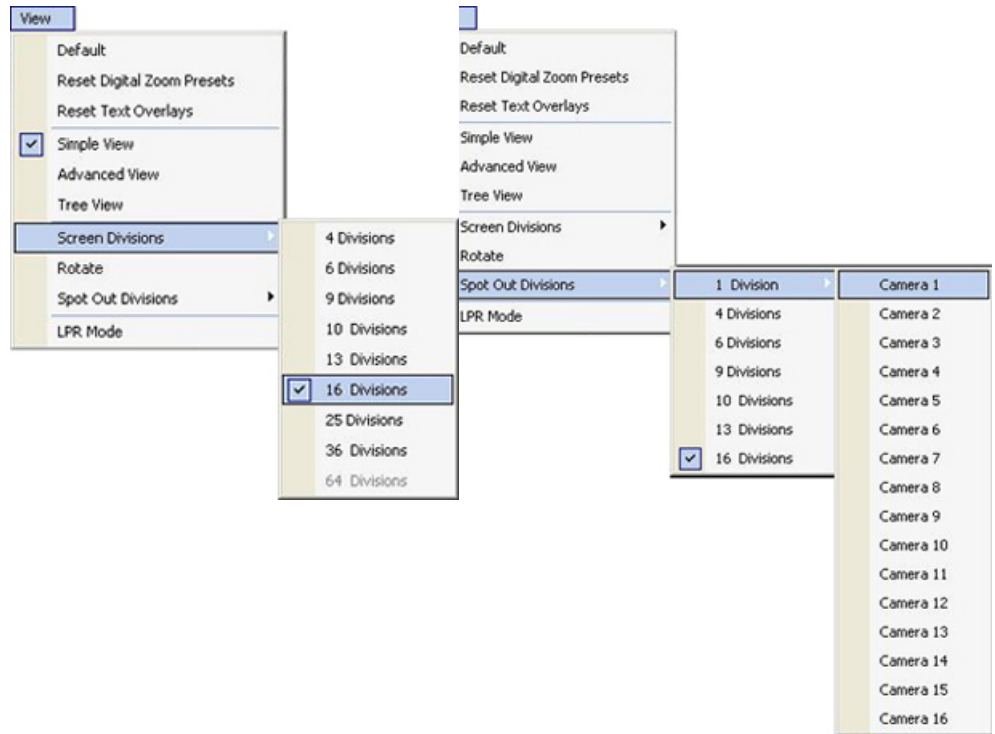 View
Default
Reset Digital Zoom Presets
Reset Text Overlays
Simple View
Advanced View
Tree View
Screen Divisions
Rotate
Spot Out Divisions
LPR Mode
4 Divisions
6 Divisions
9 Divisions
10 Divisions
13 Divisions
16 Divisions
25 Divisions
36 Divisions
64 Divisions
Default
Reset Digital Zoom Presets
Reset Text Overlays
Simple View
Advanced View
Tree View
Screen Divisions
Rotate
Spot Out Divisions
LPR Mode
1 Division
4 Divisions
6 Divisions
9 Divisions
10 Divisions
13 Divisions
16 Divisions
Camera 1
Camera 2
Camera 3
Camera 4
Camera 5
Camera 6
Camera 7
Camera 8
Camera 9
Camera 10
Camera 11
Camera 12
Camera 13
Camera 14
Camera 15
Camera 16